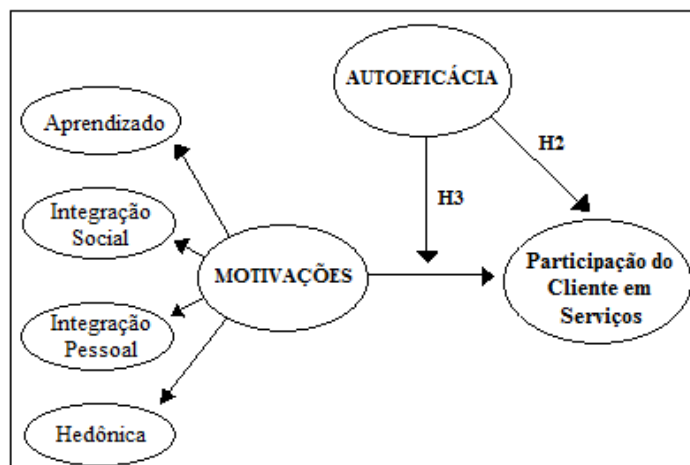 AUTOEFICÁCIA
Aprendizado
H2
Integração
Social
H3
MOTIVAÇÕES
Participação do
Cliente em
Serviços
Integração
Pessoal
Hedônica